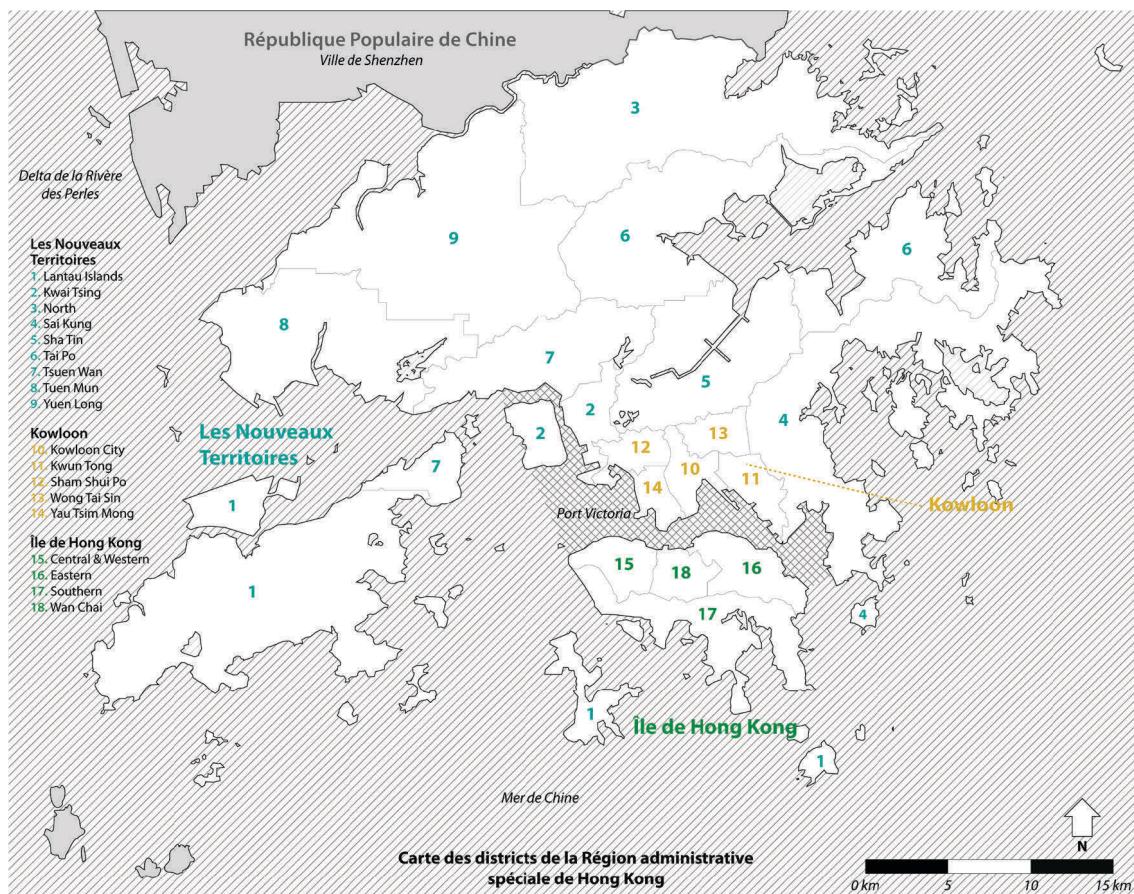 République Populaire de Chine
Ville de Shenzhen
3
Delta de la Rivère
des Perles
9
6
6
Les Nouveaux
Territoires
1. Lantau Islands
2. Kwai Tsing
3. North
4. Sai Kung
5. Sha Tin
6. Tai Po
7. Tsuen Wan
8. Tuen Mun
9. Yuen Long
Kowloon
10. Kowloon City
11. Kwun Tong
12. Sham Shui Po
13. Wong Tai Sin
14. Yau Tsim Mong
Île de Hong Kong
15. Central & Western
16. Eastern
17. Southern
18. Wan Chai
8
7
5
2
4
Les Nouveaux
Territoires
2
13
12
7
10
11
14
1
Kowloon
Port Victoria
15
18
16
1
17
4
1
Île de Hong Kong
1
Mer de Chine
N
Carte des districts de la Région administrative
spéciale de Hong Kong
0 km
5
10
15 km